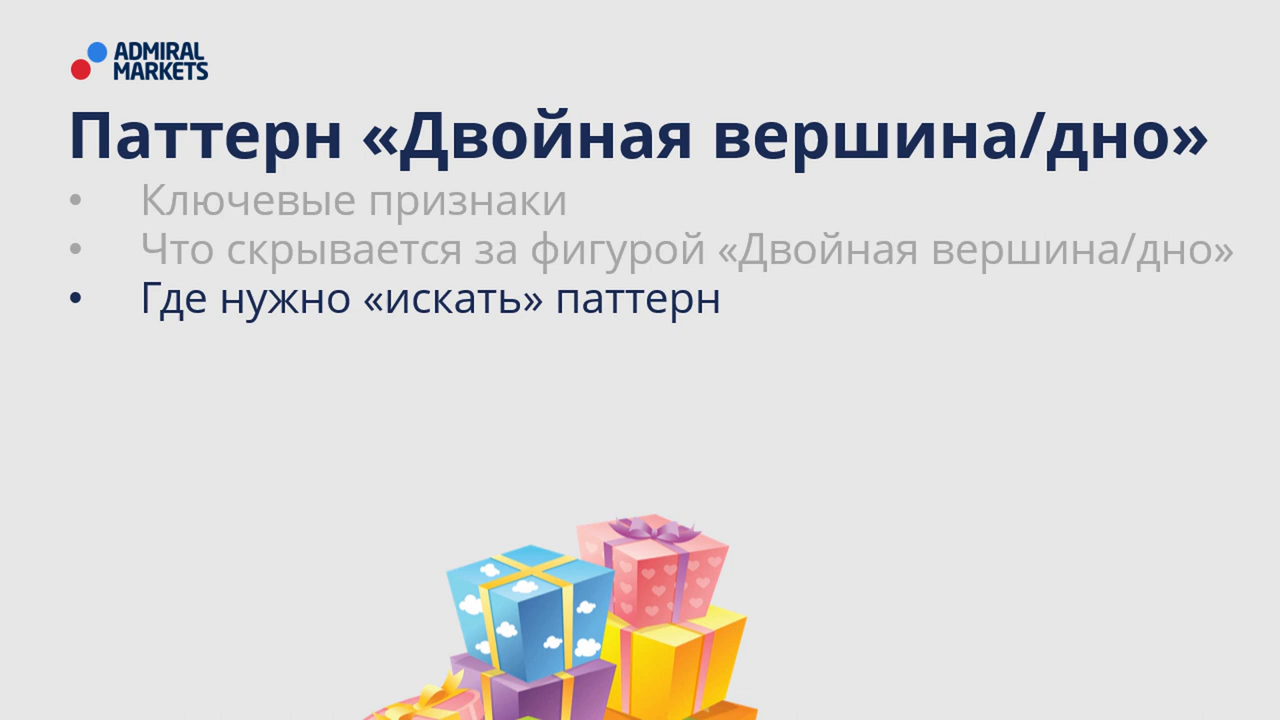 ADMIRAL
MARKETS
Паттерн «Двойная вершина/дно»
• Ключевые признаки
• Что скрывается за фигурой «Двойная вершина/дно»
• Где нужно «искать» паттерн